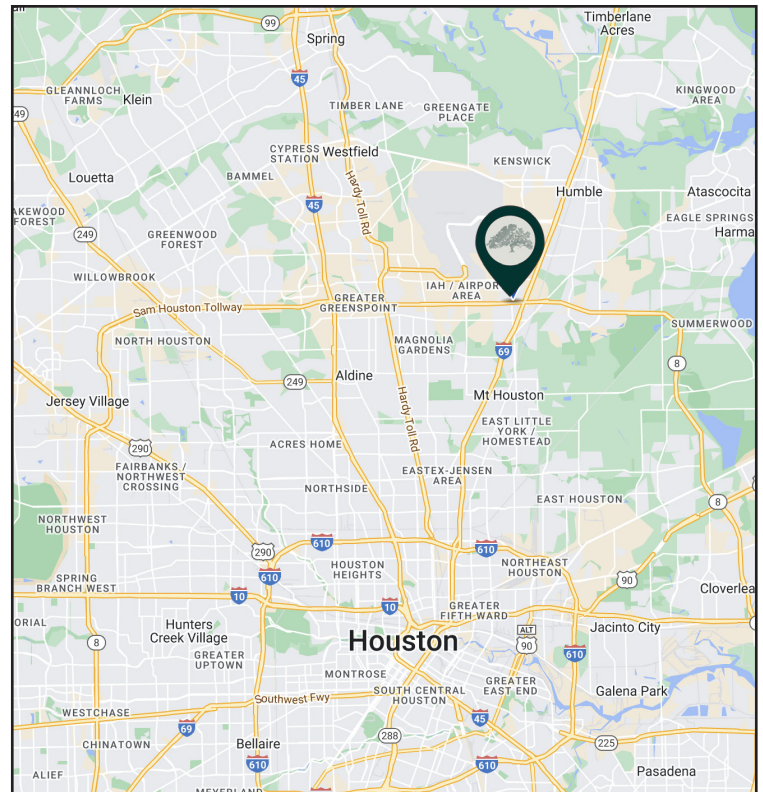 99
Spring
Timberlane
Acres
45
GLEANNLOCH
FARMS
Klein
TIMBER LANE
GREENGATE
PLACE
KINGWOOD
AREA
49
CYPRESS
STATION
Westfield
KENSWICK
Louetta
BAMMEL
Hardy Toll Rd
Humble
Atascocita
45
FOREST
249
GREENWOOD
FOREST
EAGLE SPRINGS
WILLOWBROOK
IAH / AIRPOR
AREA
GREATER
GREENSPOINT
Sam Houston Tollway
SUMMERWOOD
NORTH HOUSTON
MAGNOLIA
GARDENS
69
8
Aldine
249
Mt Houston
Jersey Village
Hardy Toll Rd
EAST LITTLE
YORK /
HOMESTEAD
290
ACRES HOME
FAIRBANKS /
NORTHWEST
CROSSING
EASTEX-JENSEN
AREA
NORTHSIDE
EAST HOUSTON
8
NORTHWEST
HOUSTON
610
290
610
HOUSTON
HEIGHTS
NORTHEAST
HOUSTON
610
SPRING
BRANCH WEST
90
10
10
GREATER
FIFTH WARD
Cloverlea
ORIAL
Hunters
Creek Village
ALT
90
Jacinto City
8
Houston
610
GREATER
UPTOWN
MONTROSE
GREATER
EAST END
SOUTH CENTRAL
HOUSTON
Galena Park
Southwest Fwy
WESTCHASE
69
45
CHINATOWN
Bellaire
288
225
610
610
ALIEF
Pasadena
MEYERLAND